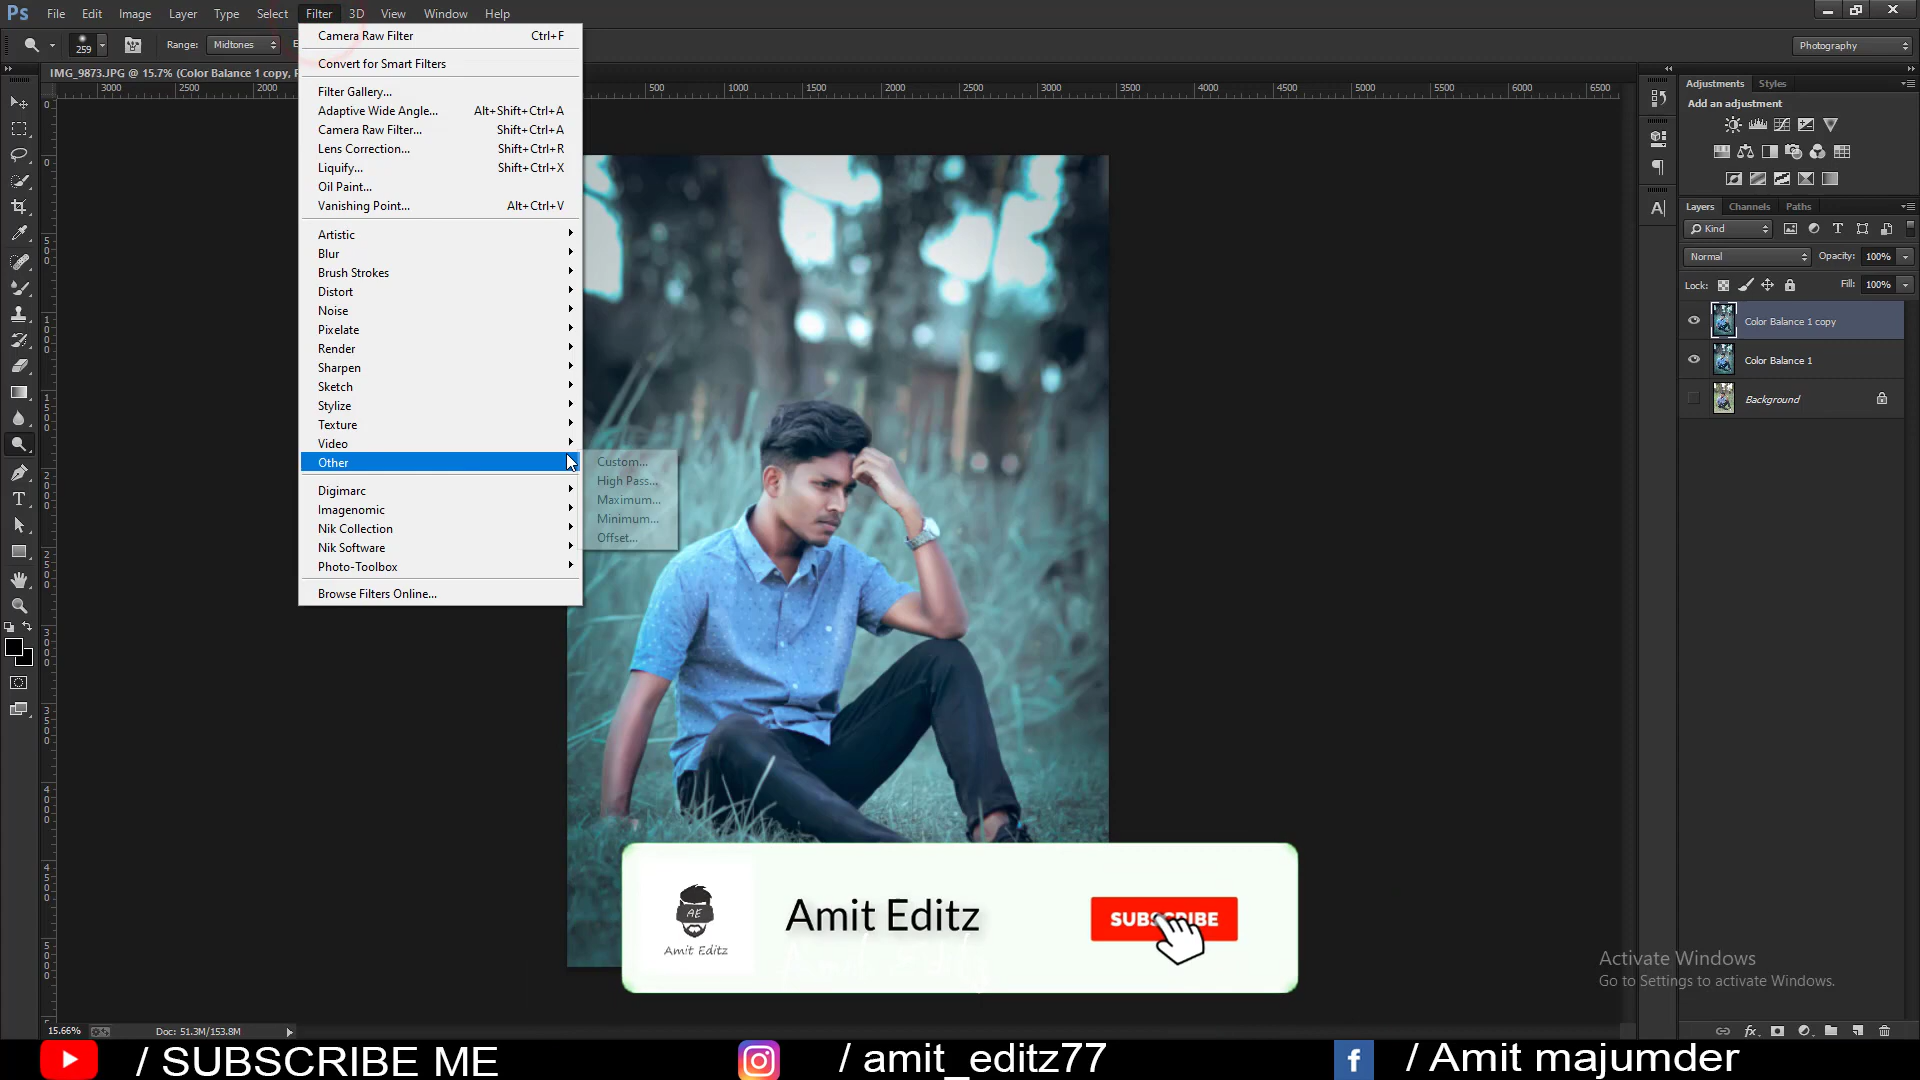 Ps File Edit Image Layer Type Select Filter 3D View Window Help
259 Range: Midtones
Photography
IMG_9873.JPG @ 15.7% (Color Balance 1 copy,
Camera Raw Filter Ctrl+F
Convert for Smart Filters
Filter Gallery...
Adaptive Wide Angle... Alt+Shift+Ctrl+A
Camera Raw Filter... Shift+Ctrl+A
Lens Correction... Shift+Ctrl+R
Liquify... Shift+Ctrl+X
Oil Paint...
Vanishing Point... Alt+Ctrl+V
Artistic
Blur
Brush Strokes
Distort
Noise
Pixelate
Render
Sharpen
Sketch
Stylize
Texture
Video
Other
Digimarc
Imagenomic
Nik Collection
Nik Software
Photo-Toolbox
Browse Filters Online...
Custom...
High Pass...
Maximum...
Minimum...
Offset...
3000 2500 2000 500 1000 1500 2000 2500 3000 3500 4000 4500 5000 5500 6000 6500
Adjustments Styles
Add an adjustment
Layers Channels Paths
Kind
Normal Opacity: 100%
Lock: Fill: 100%
Color Balance 1 copy
Color Balance 1
Background
AE
Amit Editz
Amit Editz
SUBSCRIBE
Activate Windows
Go to Settings to activate Windows.
15.66% Doc: 51.3M/153.8M
/ SUBSCRIBE ME / amit_editz77 / Amit majumder